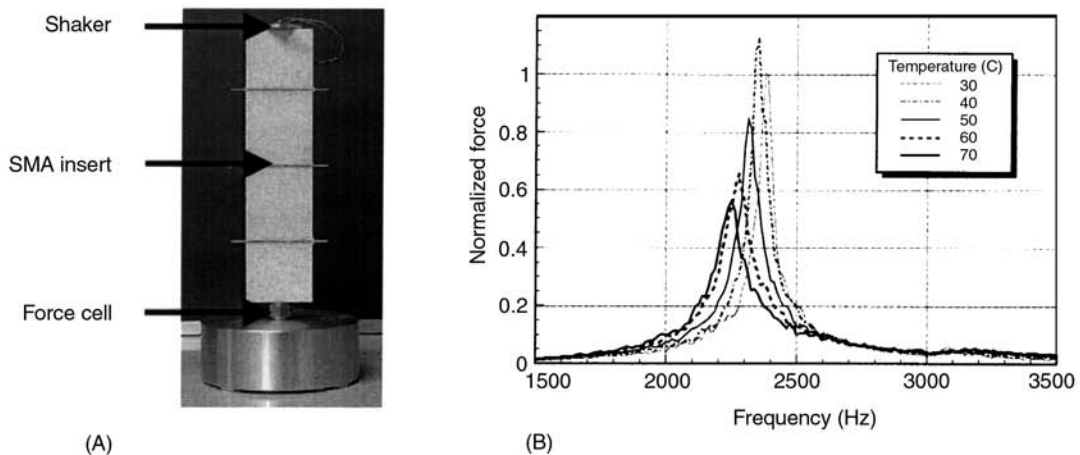 Shaker
SMA insert
Force cell
(A)
Normalized force
1
0.8
0.6
0.4
0.2
0
Temperature (C)
30
40
50
60
70
1500
2000
2500
3000
3500
Frequency (Hz)
(B)